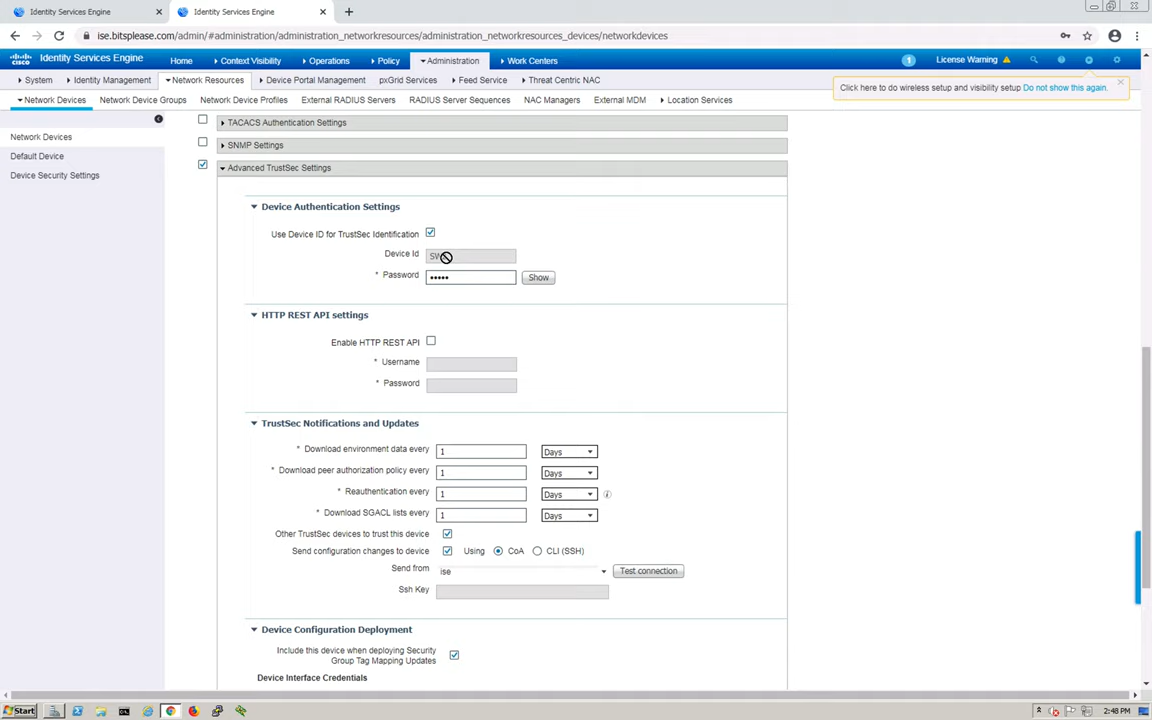 Identity Services Engine
Identity Services Engine
ise.bitsplease.com/admin/#administration/administration_networkresources/administration_networkresources_devices/networkdevices
CISCO Identity Services Engine Home Context Visibility Operations Policy Administration Work Centers 1 License Warning
System Identity Management Network Resources Device Portal Management pxGrid Services Feed Service Threat Centric NAC
Click here to do wireless setup and visibility setup Do not show this again.
Network Devices Network Device Groups Network Device Profiles External RADIUS Servers RADIUS Server Sequences NAC Managers External MDM Location Services
Network Devices
Default Device
Device Security Settings
TACACS Authentication Settings
SNMP Settings
Advanced TrustSec Settings
Device Authentication Settings
Use Device ID for TrustSec Identification
Device Id
* Password ••••• Show
HTTP REST API settings
Enable HTTP REST API
* Username
* Password
TrustSec Notifications and Updates
* Download environment data every 1 Days
* Download peer authorization policy every 1 Days
* Reauthentication every 1 Days
* Download SGACL lists every 1 Days
Other TrustSec devices to trust this device
Send configuration changes to device Using CoA CLI (SSH)
Send from ise Test connection
Ssh Key
Device Configuration Deployment
Include this device when deploying Security
Group Tag Mapping Updates
Device Interface Credentials
Start 2:48 PM